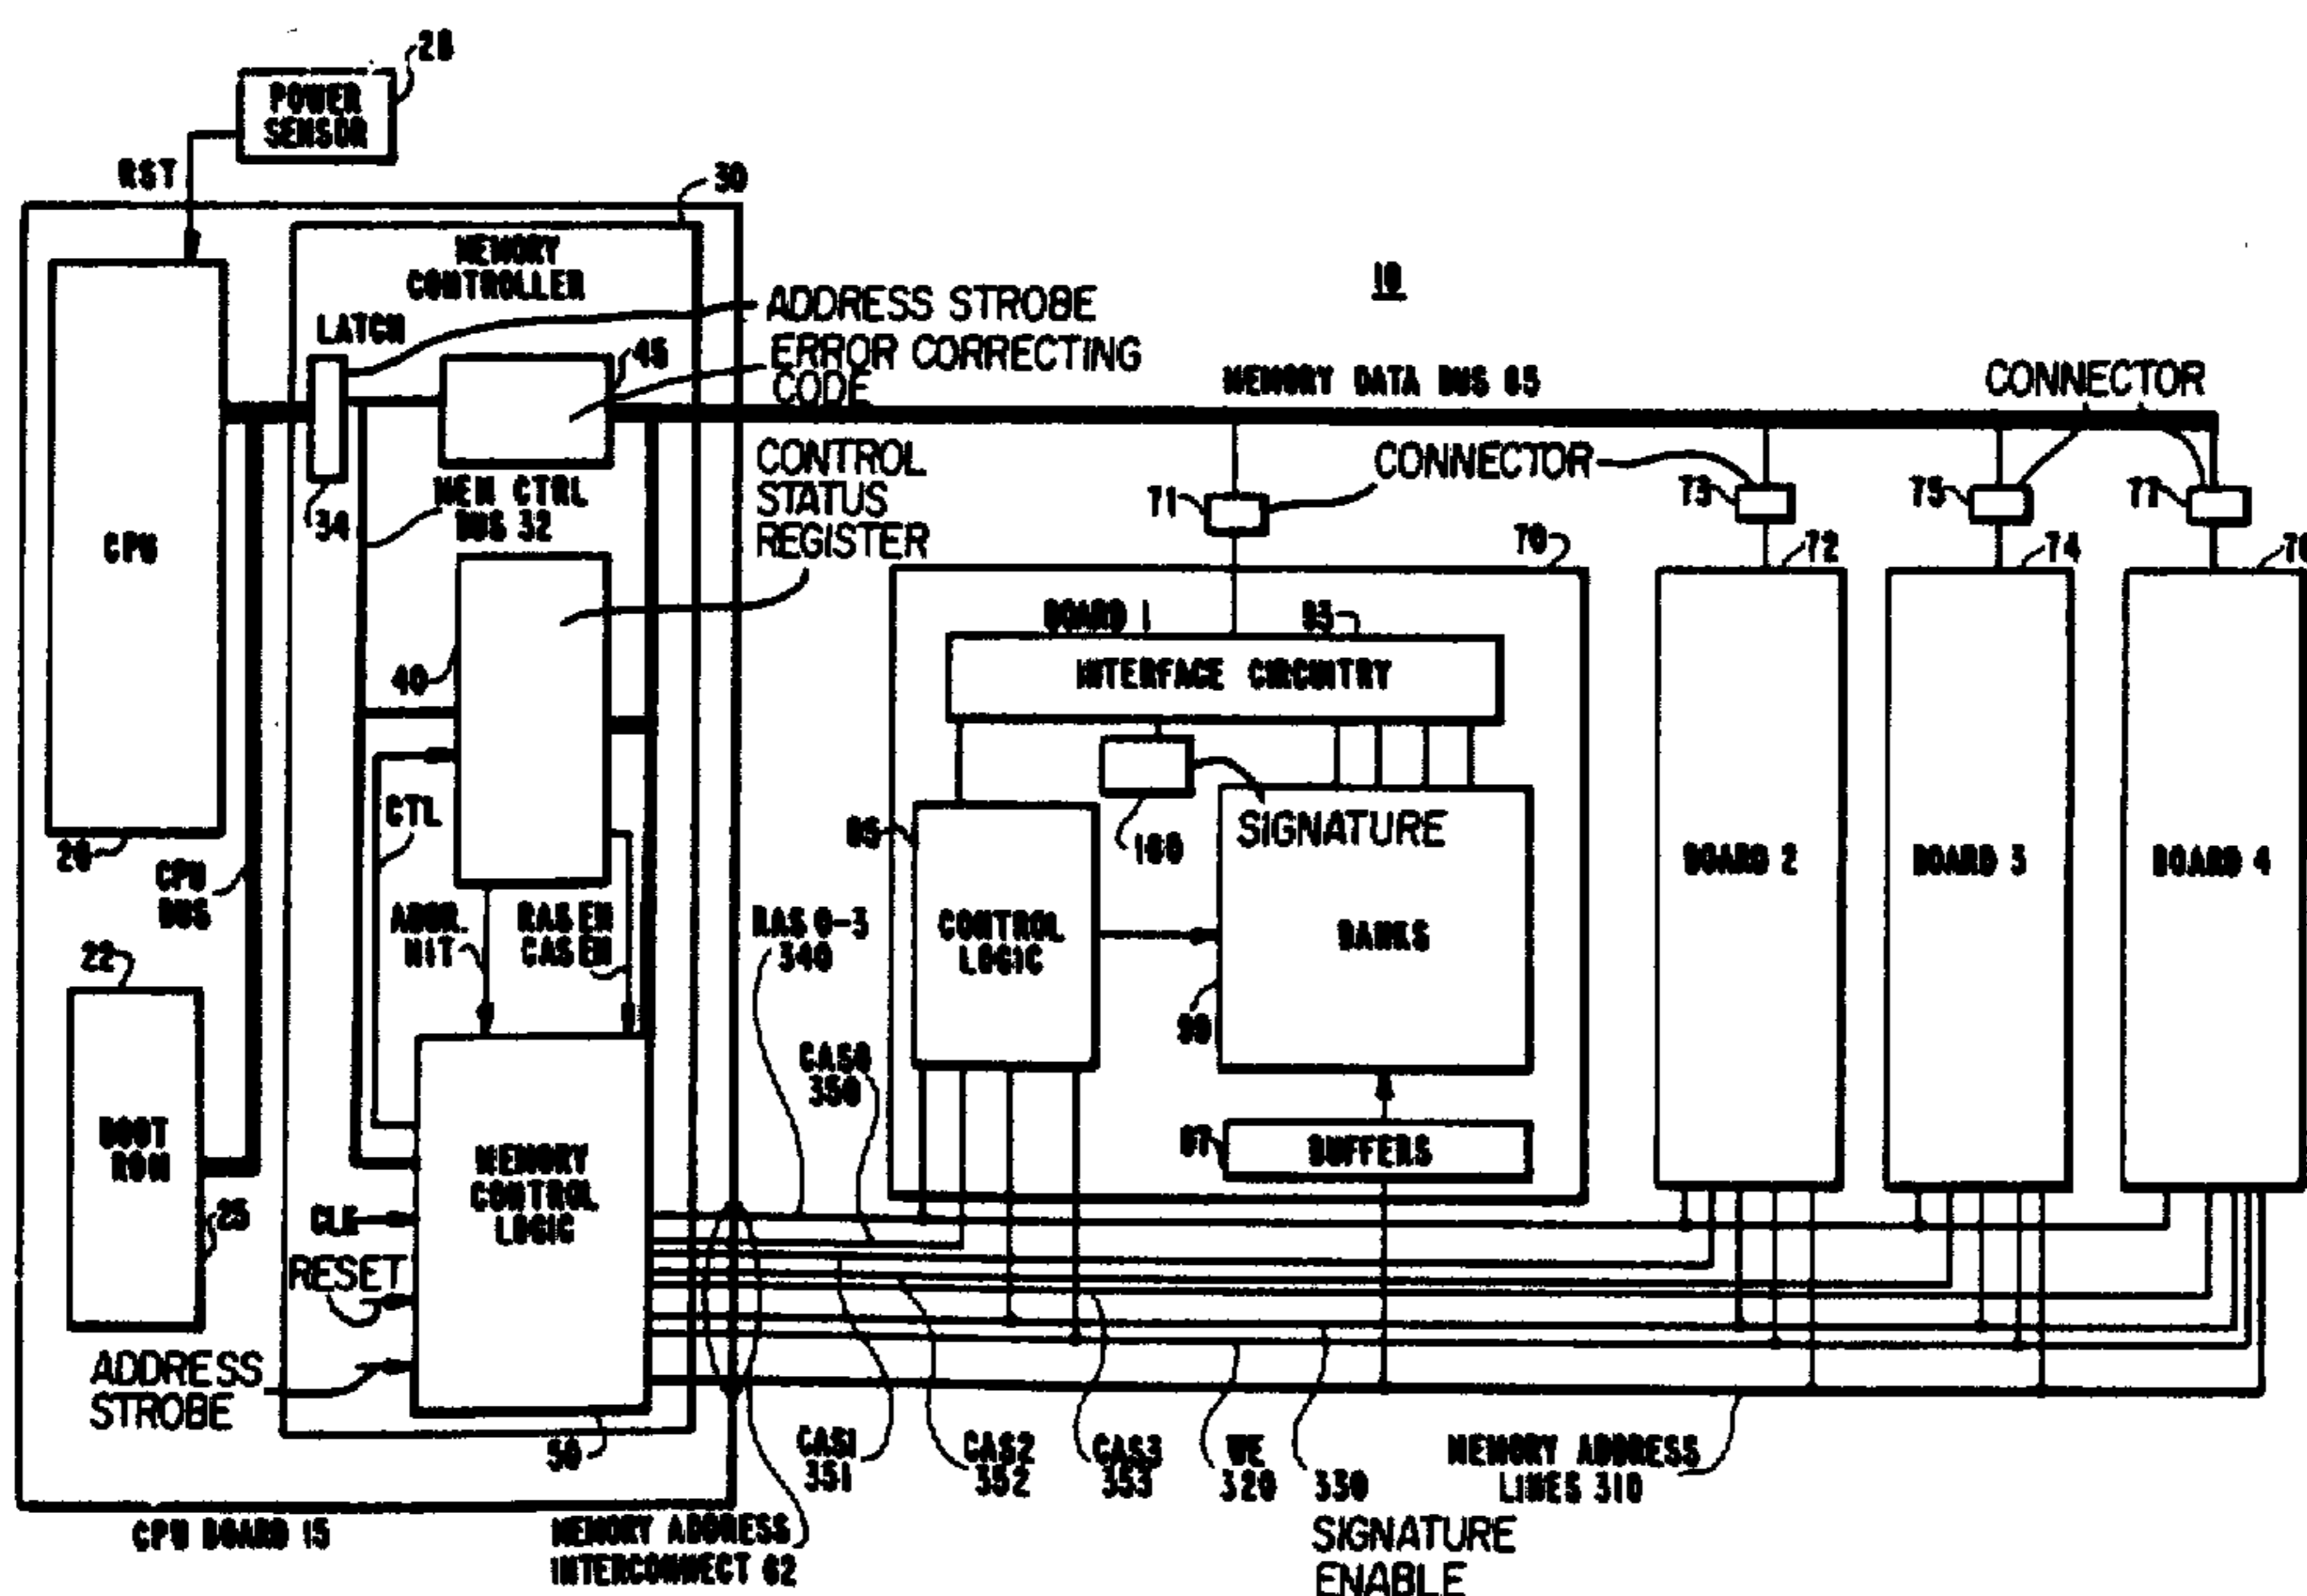 28
POWER
SENSOR
RST
30
MEMORY
CONTROLLER
10
LATCH
ADDRESS STROBE
ERROR CORRECTING
CODE
45
MEMORY DATA BUS 65
CONNECTOR
CONTROL
STATUS
REGISTER
CONNECTOR
MEM CTRL
BUS 32
34
71
73
75
77
CPU
70
72
74
BOARD 1
INTERFACE CIRCUITRY
40
CTL
SIGNATURE
BOARD 2
BOARD 3
BOARD 4
CPU
BUS
ADDR.
RAS EN
CAS EN
RAS 0-3
340
CONTROL
LOGIC
BANKS
22
CAS0
350
BOOT
ROM
MEMORY
CONTROL
LOGIC
BUFFERS
25
CLK
RESET
ADDRESS
STROBE
50
CAS1
351
CAS2
352
CAS3
353
WE
320
330
SIGNATURE
ENABLE
MEMORY ADDRESS
LINES 310
CPU BOARD 15
MEMORY ADDRESS
INTERCONNECT 62